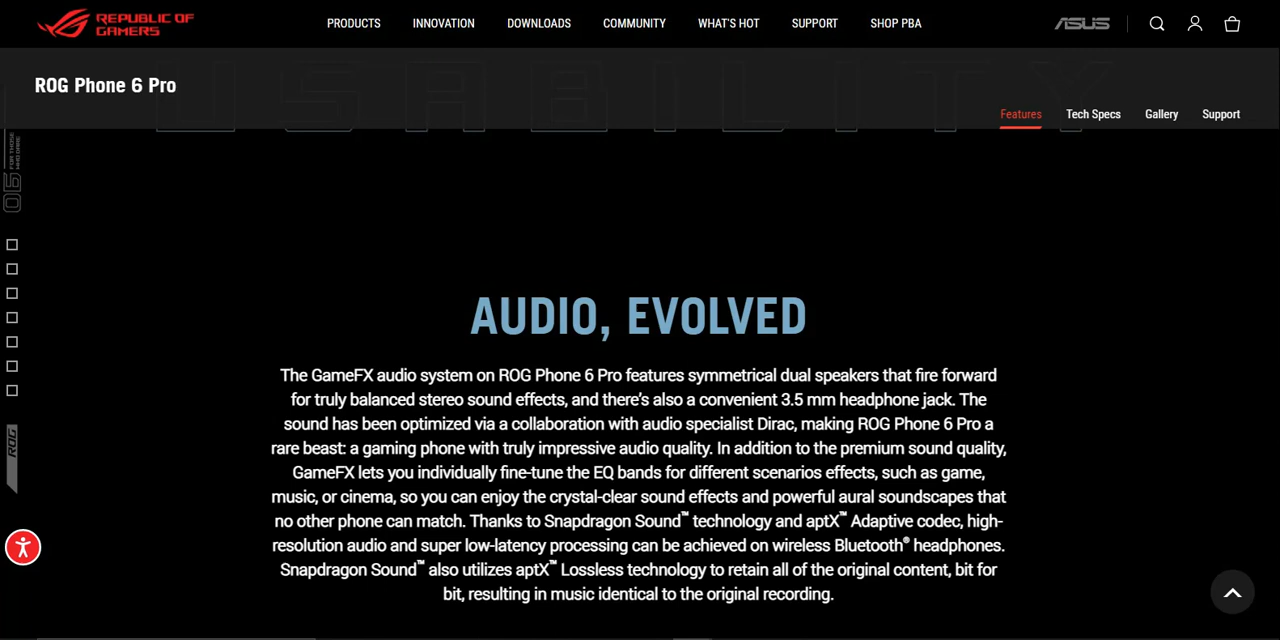 REPUBLIC OF
GAMERS
PRODUCTS INNOVATION DOWNLOADS COMMUNITY WHAT'S HOT SUPPORT SHOP PBA
ASUS
USABILITY
ROG Phone 6 Pro
Features Tech Specs Gallery Support
FOR THOSE
WHO DARE
06
ROG
AUDIO, EVOLVED
The GameFX audio system on ROG Phone 6 Pro features symmetrical dual speakers that fire forward
for truly balanced stereo sound effects, and there's also a convenient 3.5 mm headphone jack. The
sound has been optimized via a collaboration with audio specialist Dirac, making ROG Phone 6 Pro a
rare beast: a gaming phone with truly impressive audio quality. In addition to the premium sound quality,
GameFX lets you individually fine-tune the EQ bands for different scenarios effects, such as game,
music, or cinema, so you can enjoy the crystal-clear sound effects and powerful aural soundscapes that
no other phone can match. Thanks to Snapdragon Sound™ technology and aptX™ Adaptive codec, high-
resolution audio and super low-latency processing can be achieved on wireless Bluetooth® headphones.
Snapdragon Sound™ also utilizes aptX™ Lossless technology to retain all of the original content, bit for
bit, resulting in music identical to the original recording.